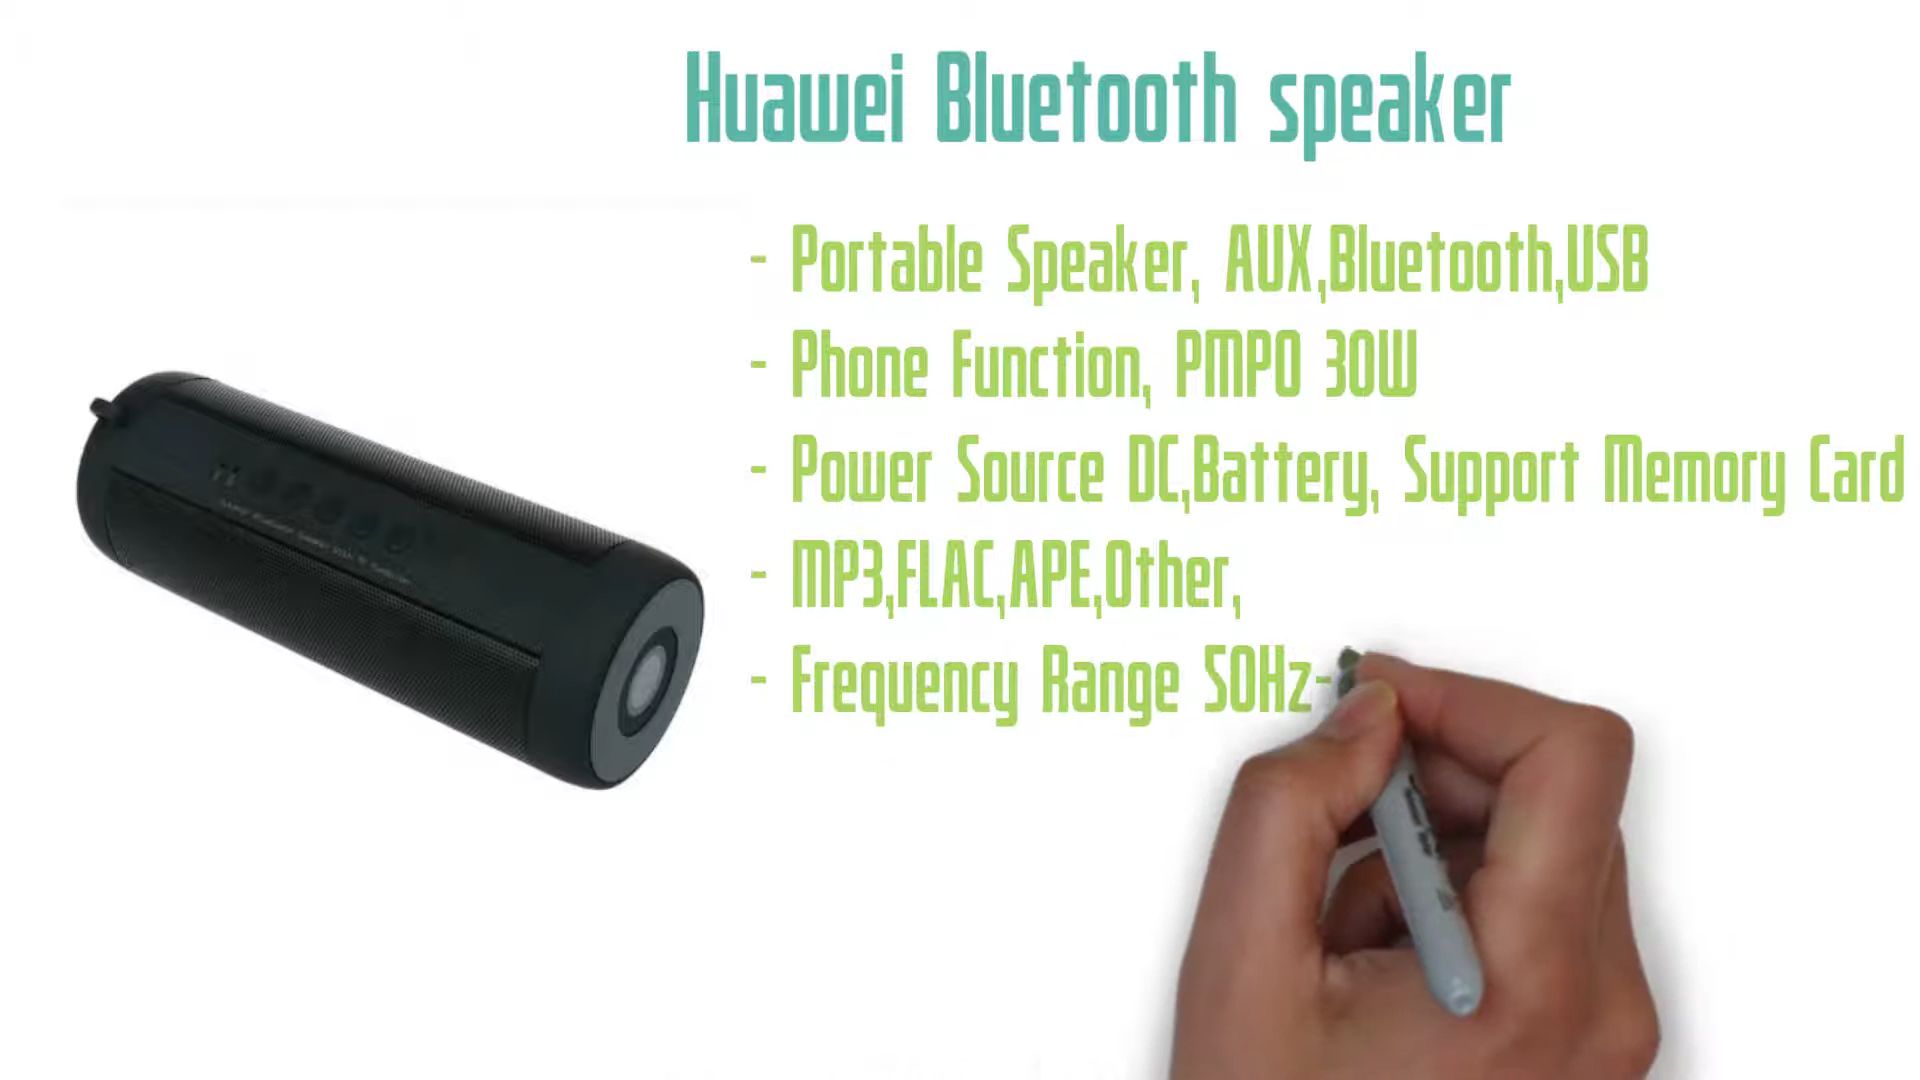 Huawei Bluetooth speaker
- Portable Speaker, AUX,Bluetooth,USB
- Phone Function, PMPO 30W
- Power Source DC,Battery, Support Memory Card
- MP3,FLAC,APE,Other,
- Frequency Range 50Hz-